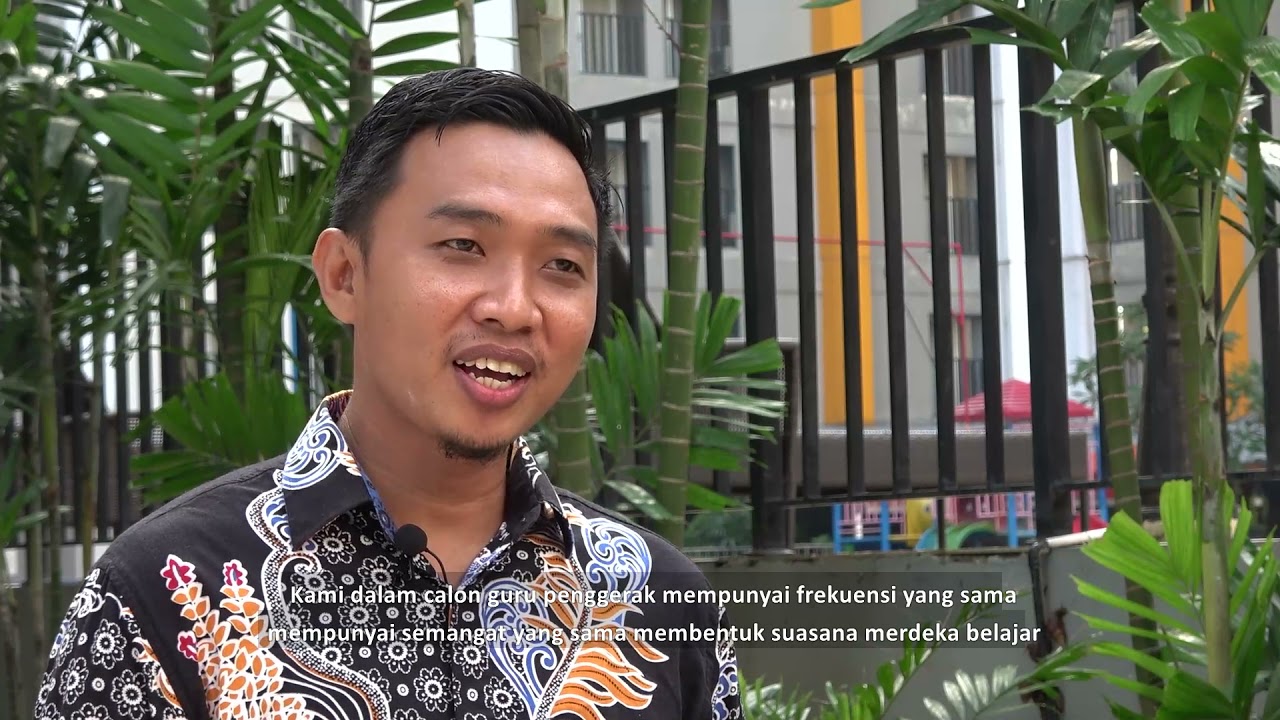 Kami dalam calon guru penggerak mempunyai frekuensi yang sama
mempunyai semangat yang sama membentuk suasana merdeka belajar